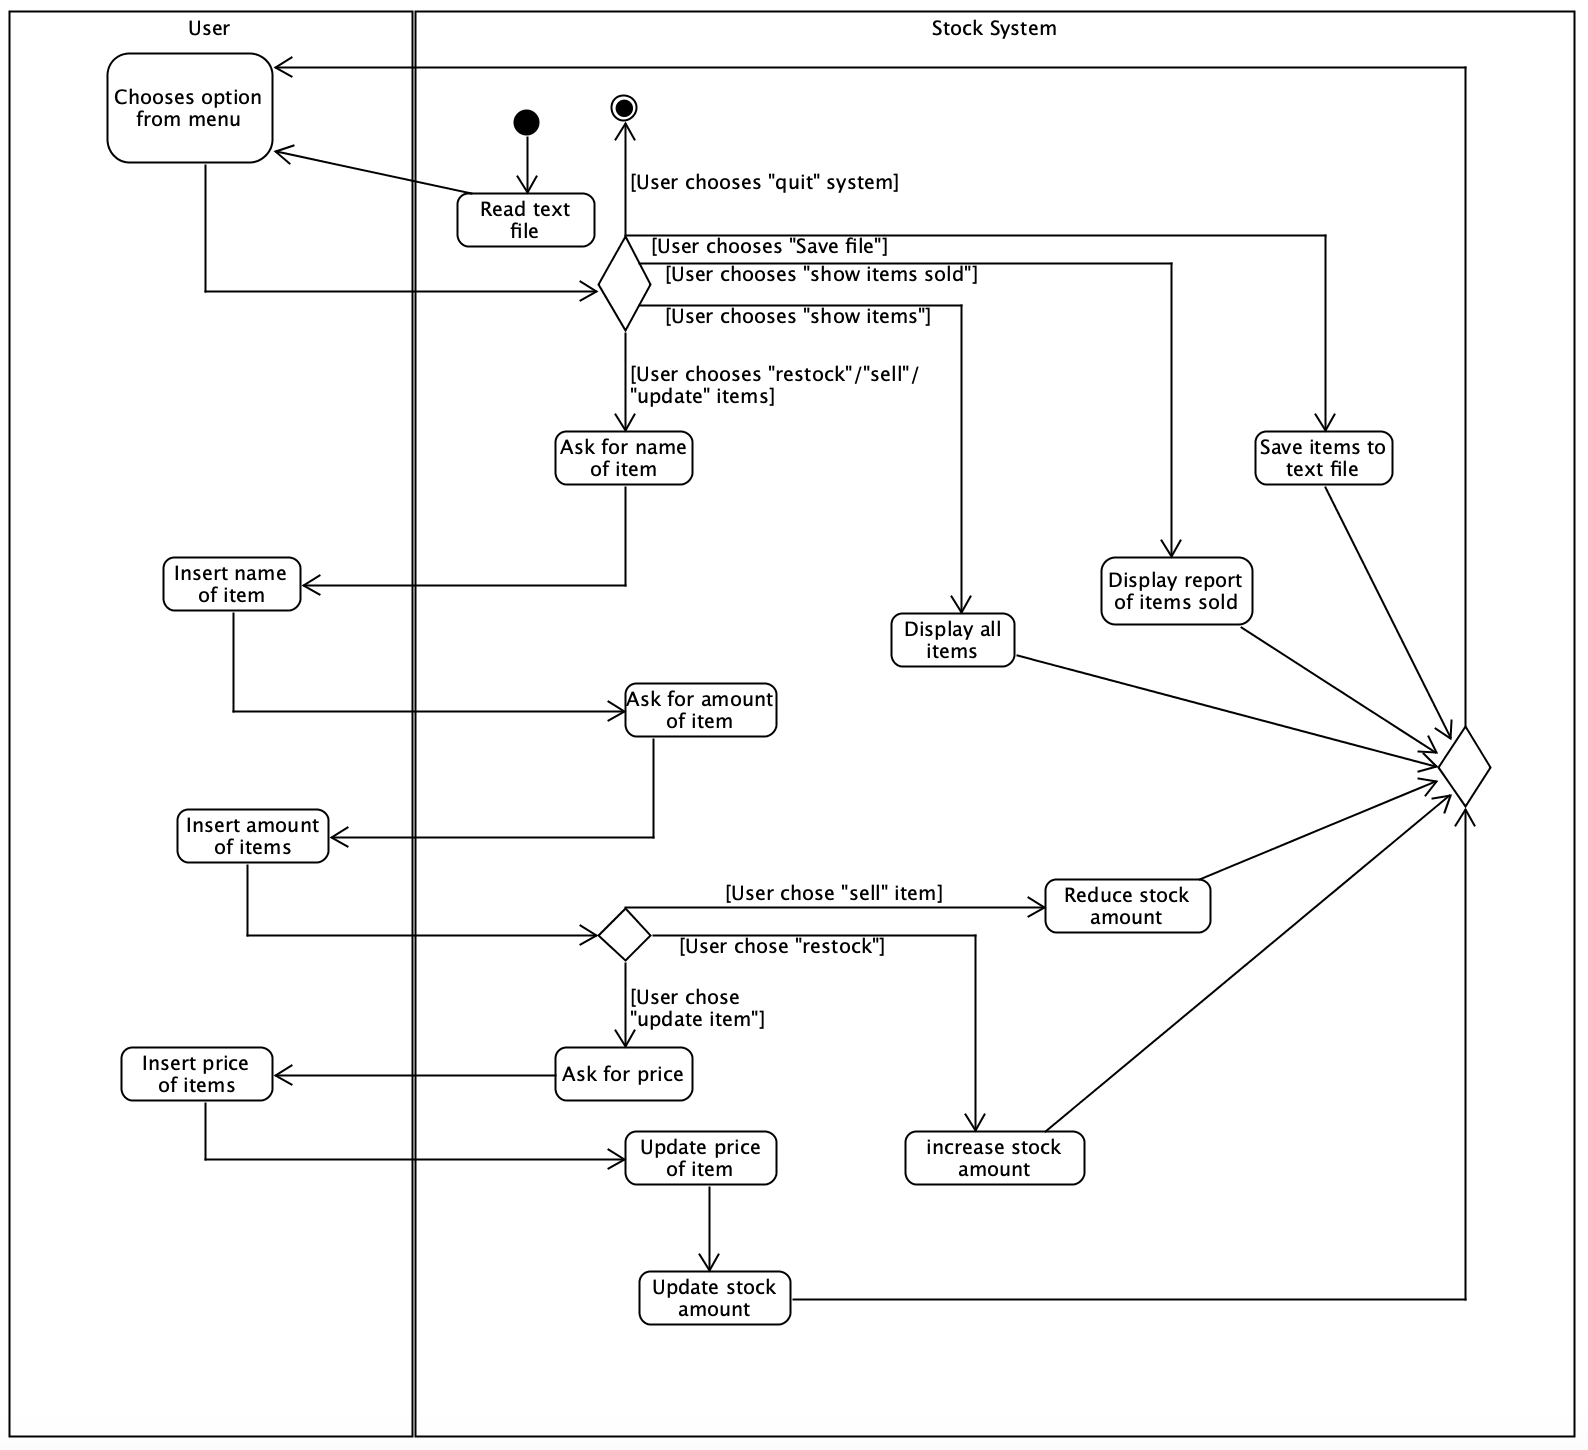 User
Stock System
Chooses option
from menu
[User chooses "quit" system]
Read text
file
[User chooses "Save file"]
[User chooses "show items sold"]
[User chooses "show items"]
[User chooses "restock"/"sell"/
"update" items]
Ask for name
of item
Save items to
text file
Insert name
of item
Display report
of items sold
Display all
items
Ask for amount
of item
Insert amount
of items
[User chose "sell" item]
Reduce stock
amount
[User chose "restock"]
[User chose
"update item"]
Insert price
of items
Ask for price
Update price
of item
increase stock
amount
Update stock
amount